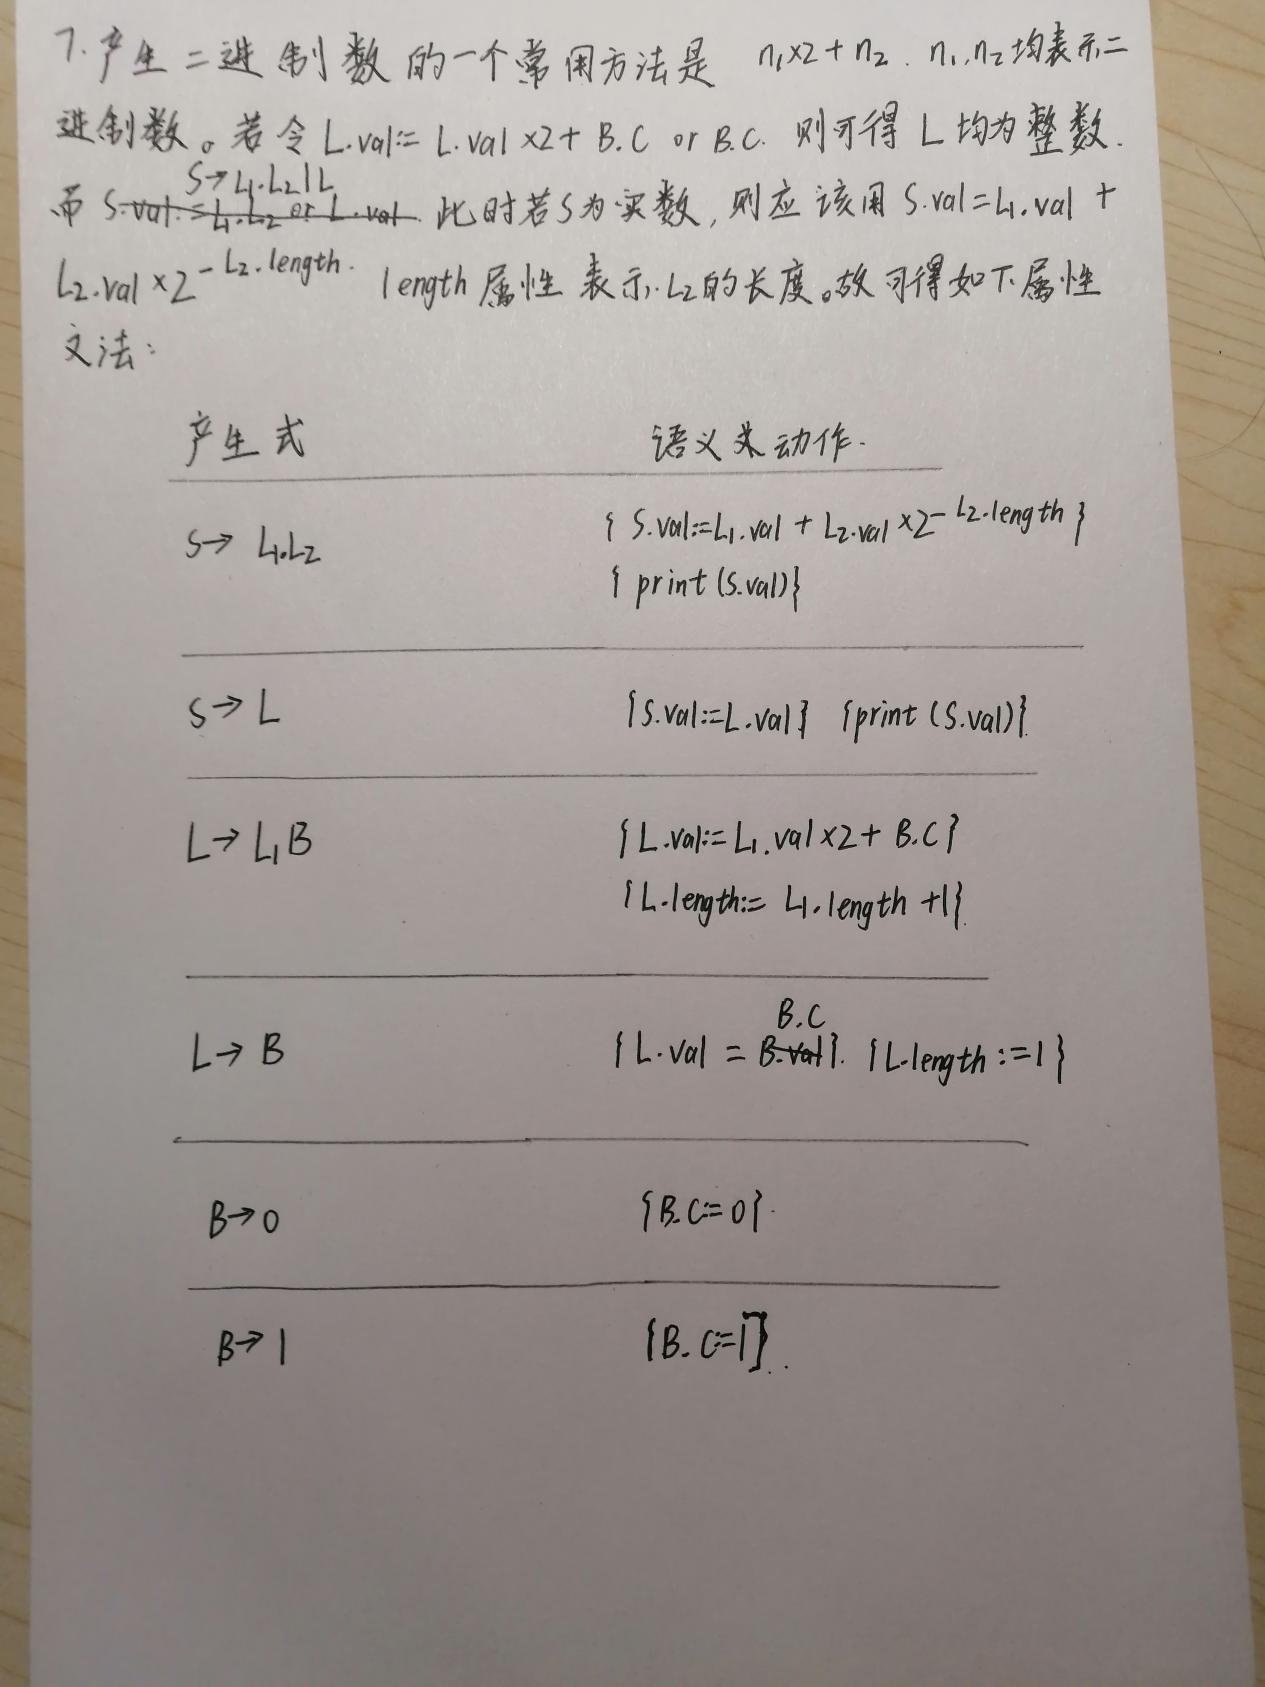 7. 产生二进制数的一个常用方法是 n₁×2+n₂. n₁,n₂均表示二
进制数。若令 L.val:= L.val×2+ B.C or B.C. 则可得 L 均为 整数.
S→L₁.L₂|L
而 S.val:=L₁.L₂ or L.val. 此时若S为实数, 则应该用 S.val=L₁.val +
L₂.val×2^-L₂.length. length属性 表示 L₂的长度。故可得如下属性
文法:
产生式 语义 动作.
S→ L₁.L₂ { S.val:=L₁.val + L₂.val×2^-L₂.length }
{ print(S.val)}
S→ L {S.val:=L.val} {print(S.val)}.
L→ L₁B {L.val:= L₁.val×2+ B.C}
{L.length:= L₁.length +1}
B.C
L→ B {L.val = B.val}. {L.length:=1}
B→0 {B.C:=0}.
B→1 {B.C:=1}.